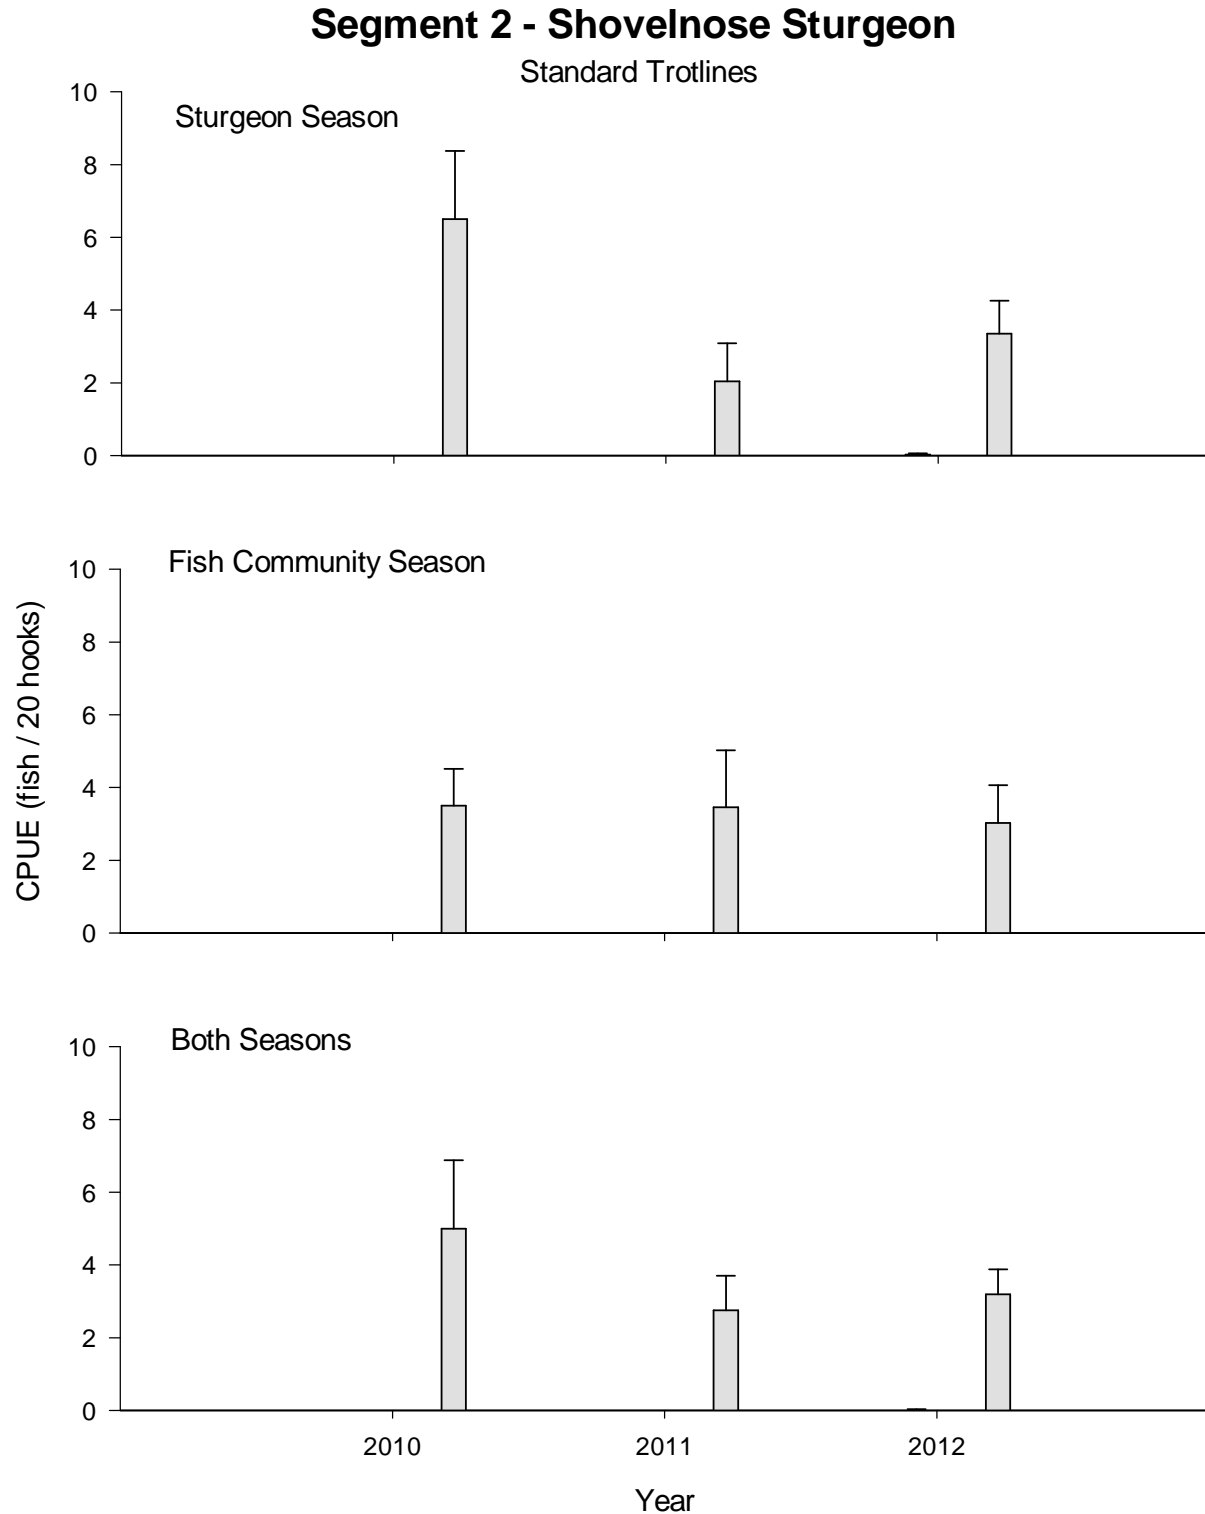 Segment 2 - Shovelnose Sturgeon
Standard Trotlines
Sturgeon Season
10
8
6
4
2
0
Fish Community Season
10
8
6
4
2
0
CPUE (fish / 20 hooks)
Both Seasons
10
8
6
4
2
0
2010 2011 2012
Year